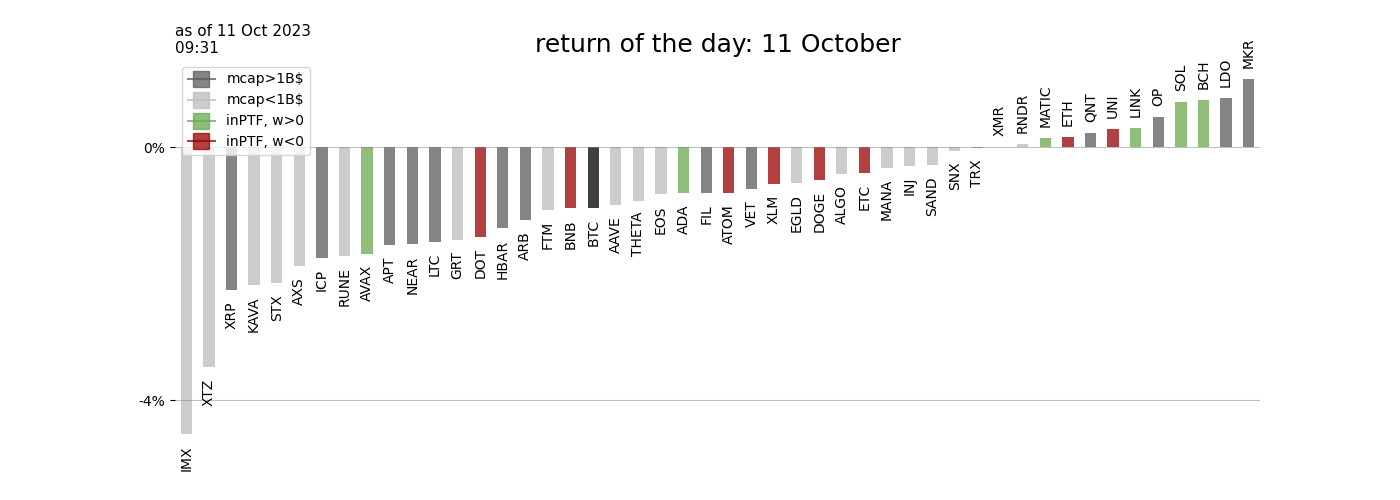 as of 11 Oct 2023
09:31
return of the day: 11 October
mcap>1B$
mcap<1B$
inPTF, w>0
inPTF, w<0
0%
-4%
IMX
XTZ
XRP
KAVA
STX
AXS
ICP
RUNE
AVAX
APT
NEAR
LTC
GRT
DOT
HBAR
ARB
FTM
BNB
BTC
AAVE
THETA
EOS
ADA
FIL
ATOM
VET
XLM
EGLD
DOGE
ALGO
ETC
MANA
INJ
SAND
SNX
TRX
XMR
RNDR
MATIC
ETH
QNT
UNI
LINK
OP
SOL
BCH
LDO
MKR